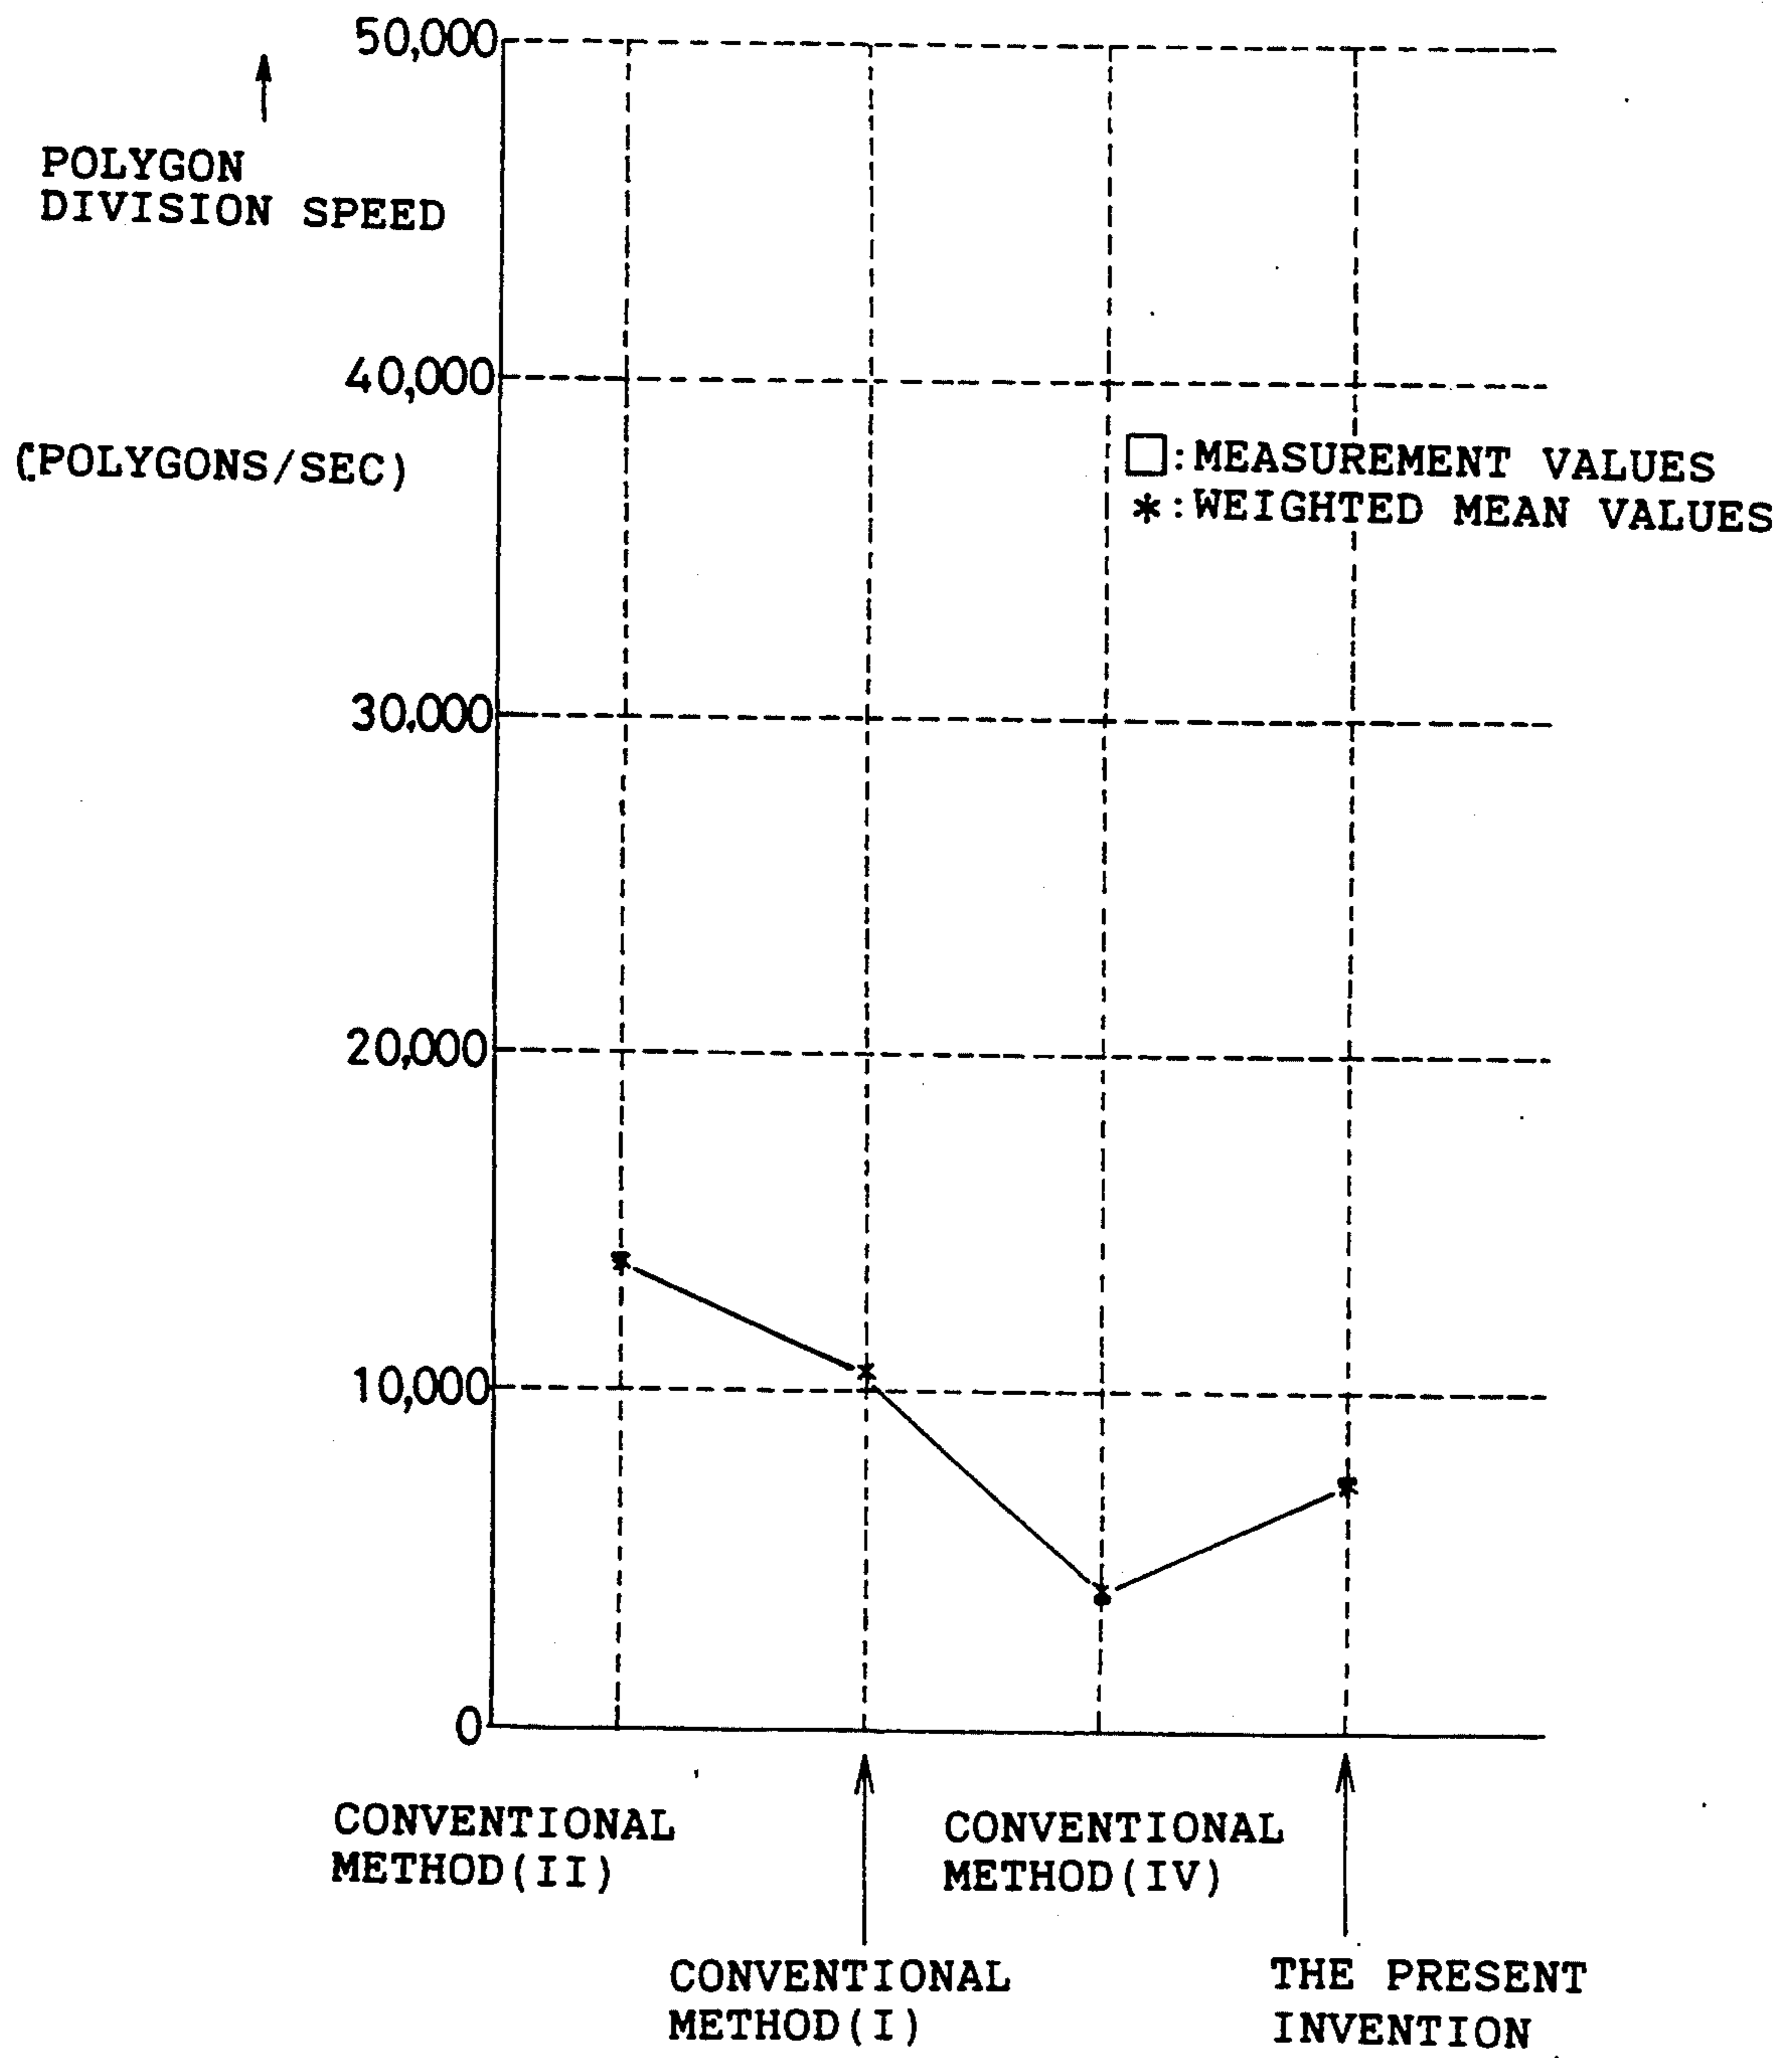 50,000
POLYGON
DIVISION SPEED
40,000
(POLYGONS/SEC)
□:MEASUREMENT VALUES
*:WEIGHTED MEAN VALUES
30,000
20,000
10,000
0
CONVENTIONAL
METHOD(II)
CONVENTIONAL
METHOD(IV)
CONVENTIONAL
METHOD(I)
THE PRESENT
INVENTION